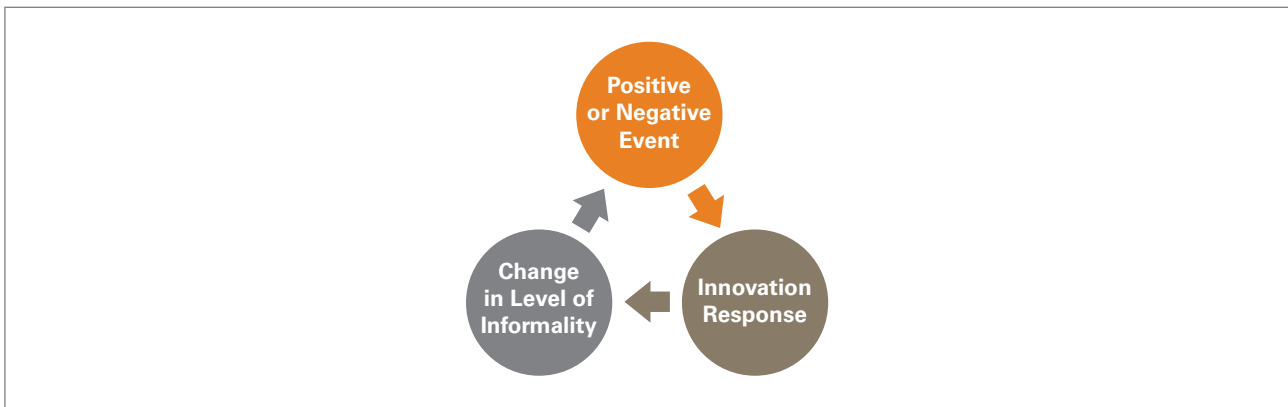 Positive
or Negative
Event
Innovation
Response
Change
in Level of
Informality